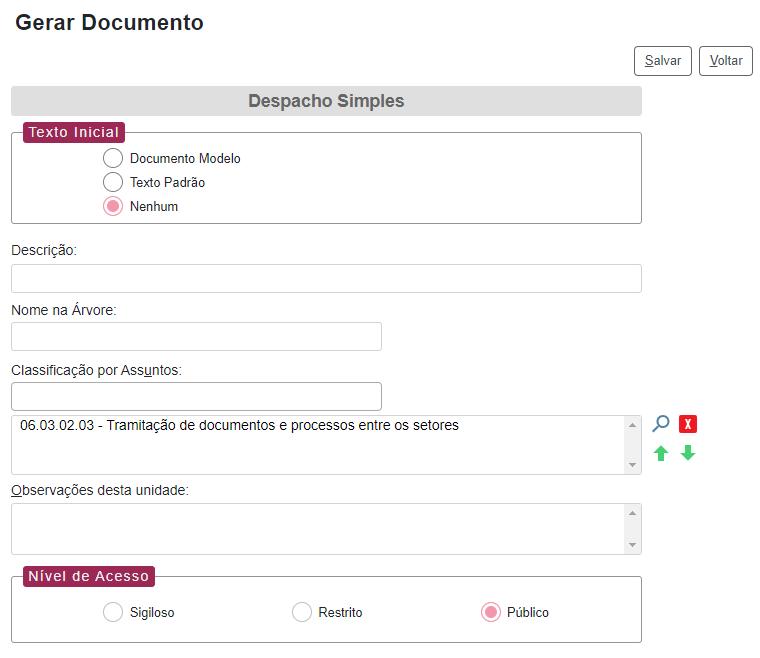 Gerar Documento
Salvar Voltar
Despacho Simples
Texto Inicial
Documento Modelo
Texto Padrão
Nenhum
Descrição:
Nome na Árvore:
Classificação por Assuntos:
06.03.02.03 - Tramitação de documentos e processos entre os setores
X
Observações desta unidade:
Nível de Acesso
Sigiloso Restrito Público